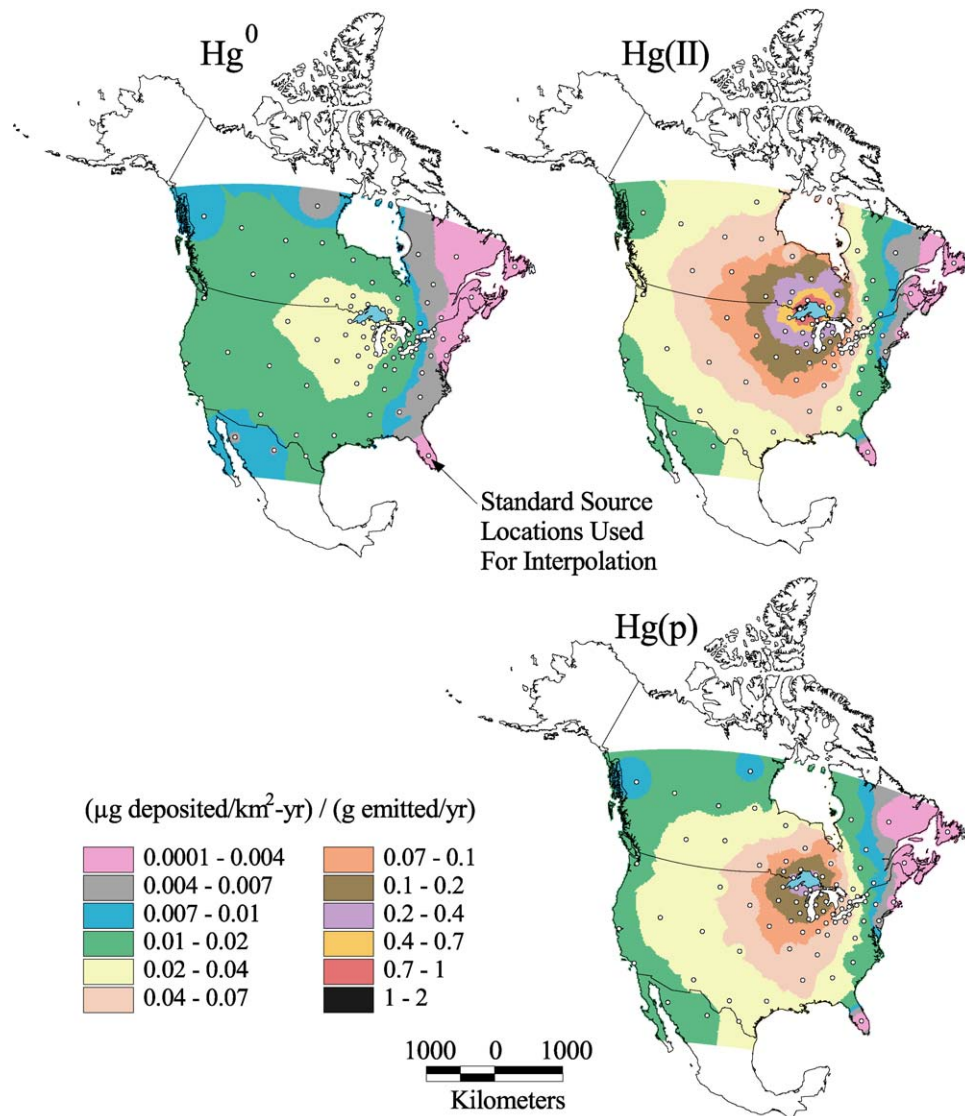 Hg0
Hg(II)
Standard Source
Locations Used
For Interpolation
Hg(p)
(µg deposited/km2-yr) / (g emitted/yr)
0.0001 - 0.004
0.004 - 0.007
0.007 - 0.01
0.01 - 0.02
0.02 - 0.04
0.04 - 0.07
0.07 - 0.1
0.1 - 0.2
0.2 - 0.4
0.4 - 0.7
0.7 - 1
1 - 2
1000 0 1000
Kilometers